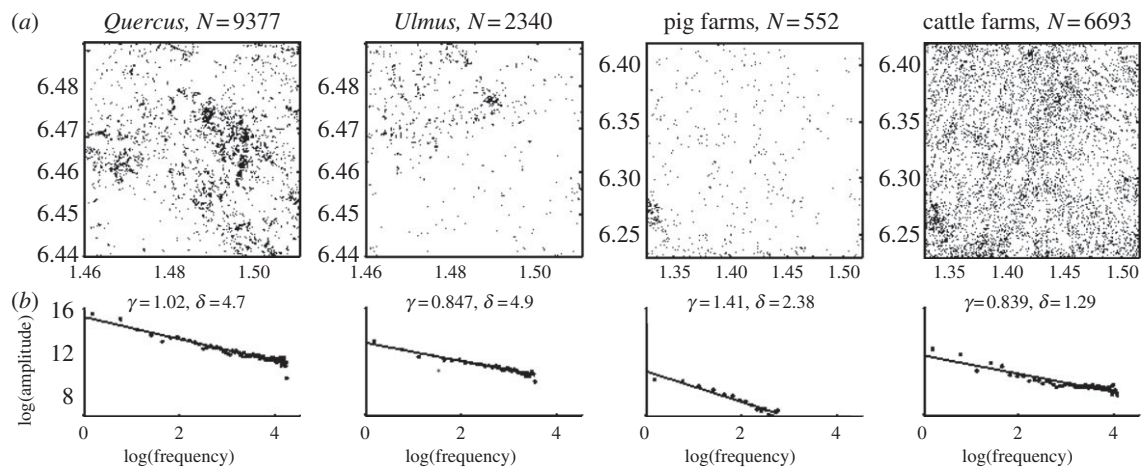 (a) Quercus, N=9377 Ulmus, N=2340 pig farms, N=552 cattle farms, N=6693
6.48 6.48 6.40 6.40
6.47 6.47 6.35 6.35
6.46 6.46 6.30 6.30
6.45 6.45 6.25 6.25
6.44 6.44
1.46 1.48 1.50 1.46 1.48 1.50 1.35 1.40 1.45 1.35 1.40 1.45 1.50
(b) γ=1.02, δ=4.7 γ=0.847, δ=4.9 γ=1.41, δ=2.38 γ=0.839, δ=1.29
log(amplitude)
16
12
8
0 2 4 0 2 4 0 2 4 0 2 4
log(frequency) log(frequency) log(frequency) log(frequency)